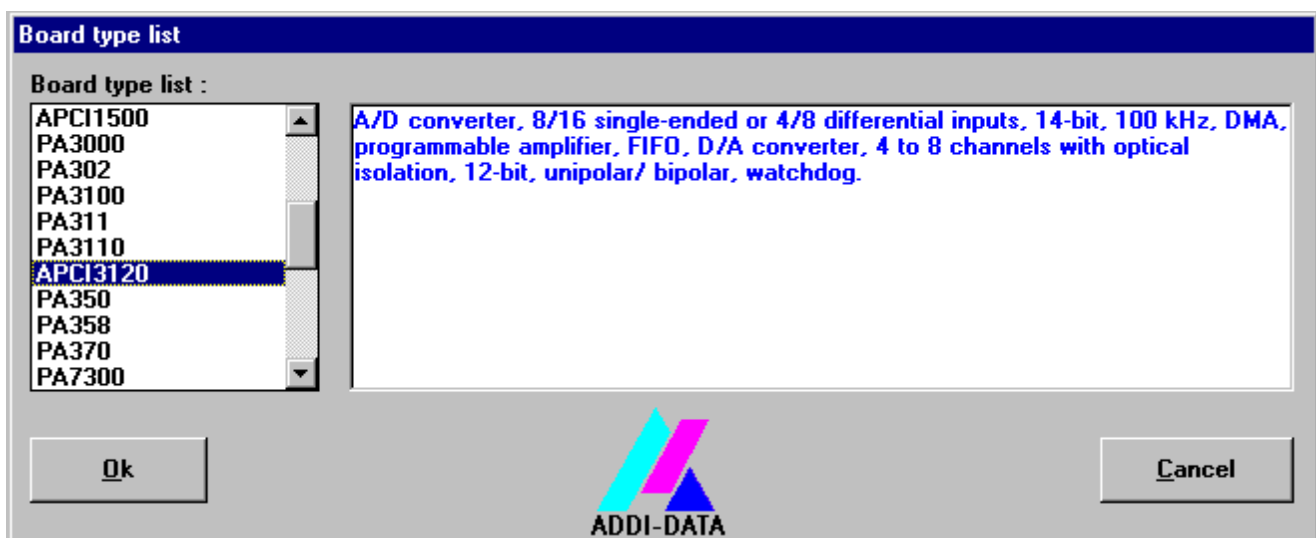 Board type list
Board type list :
APCI1500
PA3000
PA302
PA3100
PA311
PA3110
APCI3120
PA350
PA358
PA370
PA7300
A/D converter, 8/16 single-ended or 4/8 differential inputs, 14-bit, 100 kHz, DMA,
programmable amplifier, FIFO, D/A converter, 4 to 8 channels with optical
isolation, 12-bit, unipolar/ bipolar, watchdog.
Ok
ADDI-DATA
Cancel